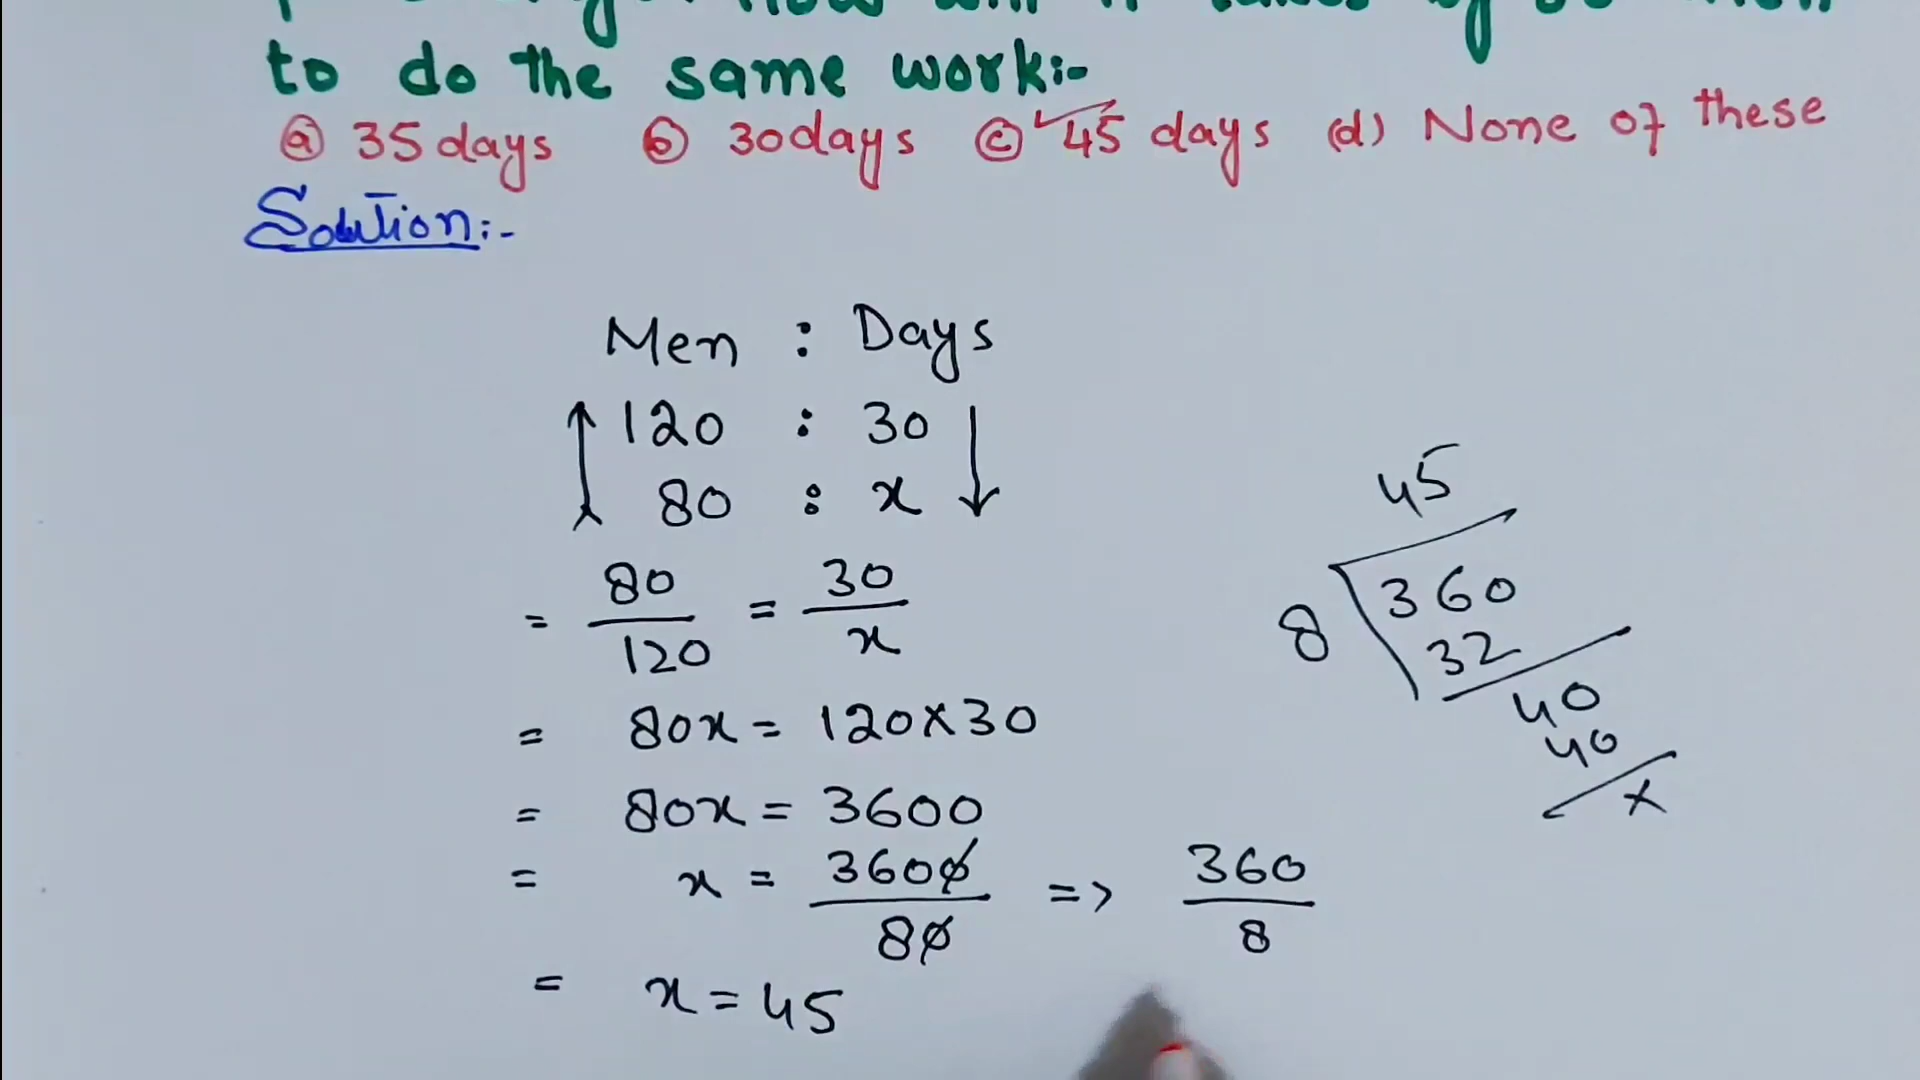 to do the same work:-
ⓐ 35 days ⓑ 30 days ⓒ 45 days (d) None of these
Solution:-
Men : Days
120 : 30
80 : x
= 80/120 = 30/x
= 80x = 120×30
= 80x = 3600
= x = 3600/80 => 360/8
= x = 45
45
8 360
32
40
40
x